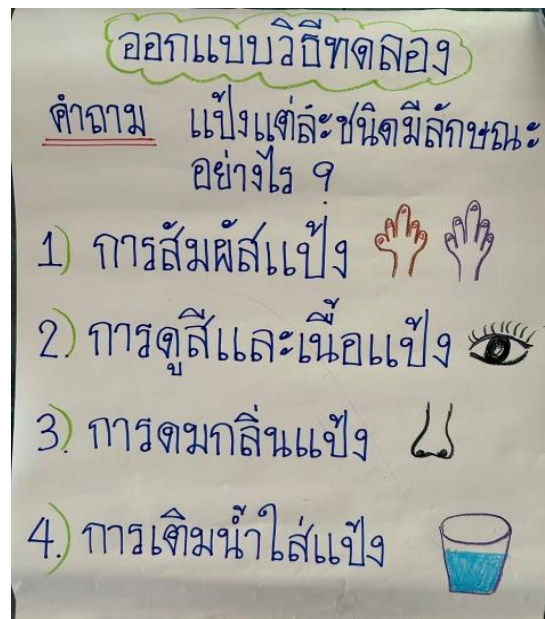 ออกแบบวิธีทดลอง
คำถาม แป้งแต่ละชนิดมีลักษณะ
อย่างไร ?
1) การสัมผัสแป้ง
2.) การดูสีและเนื้อแป้ง
3.) การดมกลิ่นแป้ง
4.) การเติมน้ำใส่แป้ง